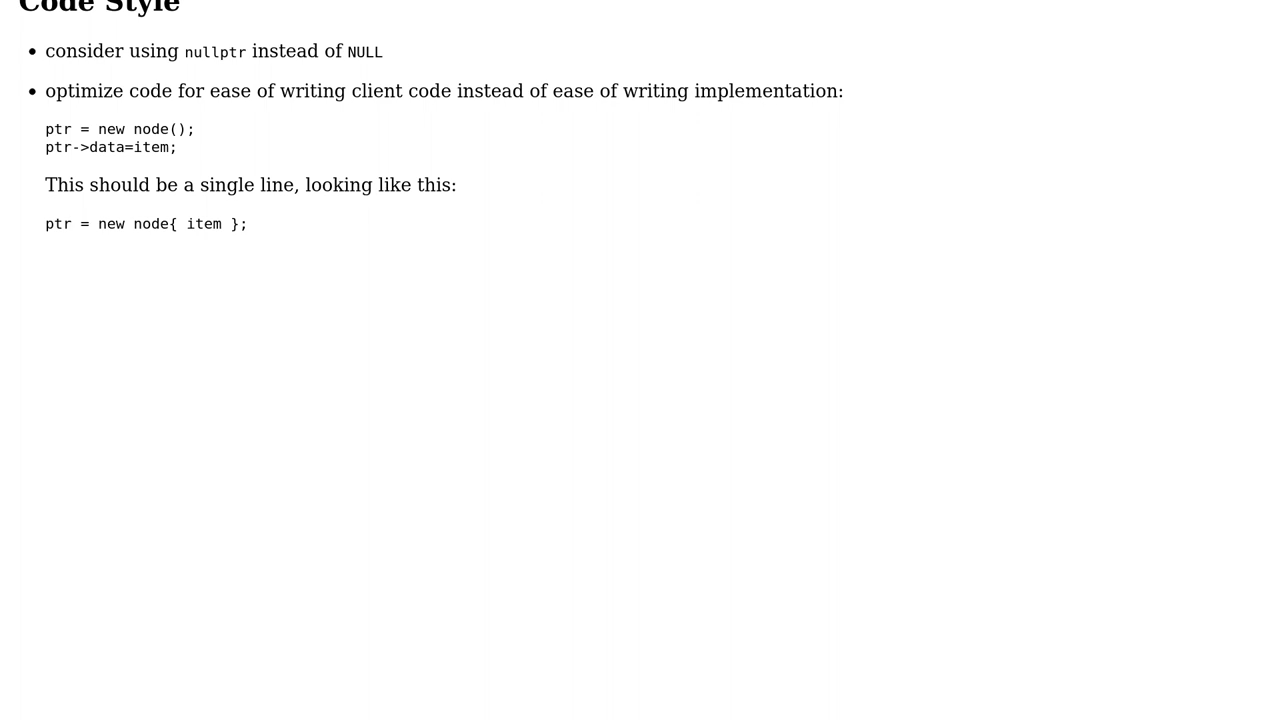 Code Style
• consider using nullptr instead of NULL
• optimize code for ease of writing client code instead of ease of writing implementation:
ptr = new node();
ptr->data=item;
This should be a single line, looking like this:
ptr = new node{ item };